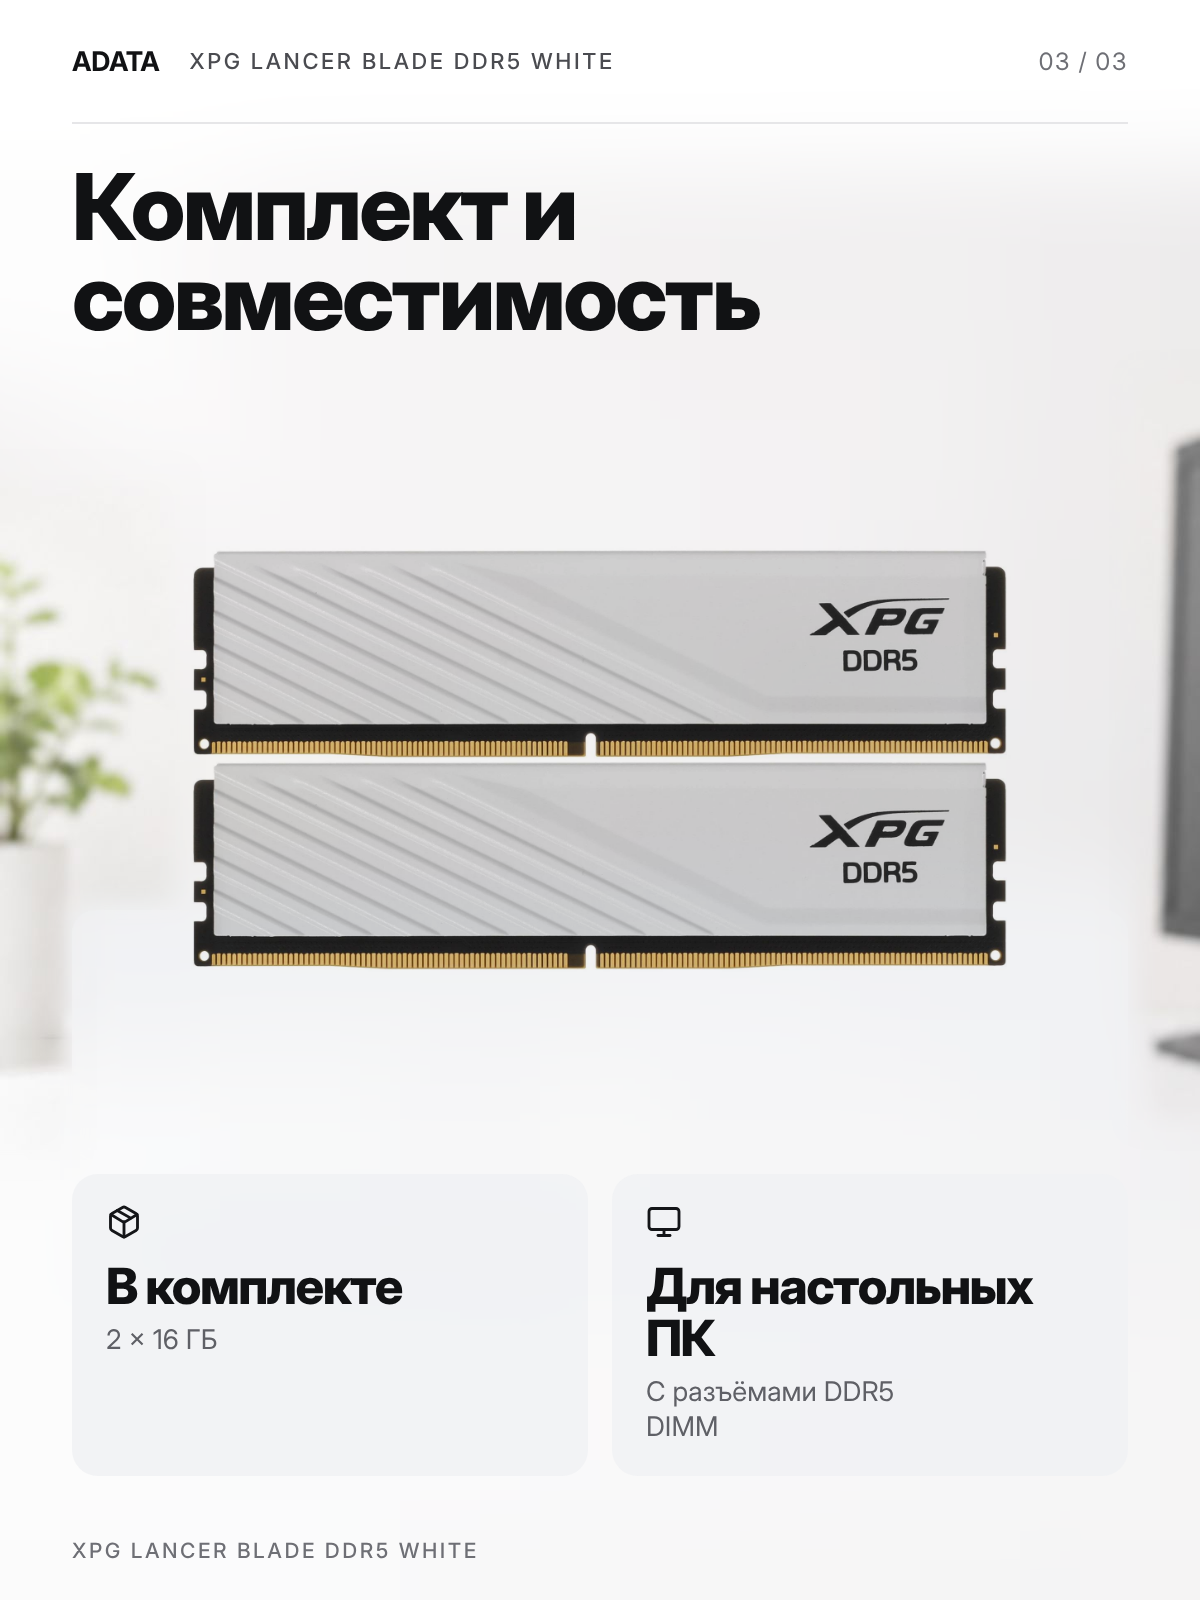 ADATA XPG LANCER BLADE DDR5 WHITE 03 / 03
Комплект и
совместимость
XPG
DDR5
XPG
DDR5
В комплекте
2 × 16 ГБ
Для настольных
ПК
С разъёмами DDR5
DIMM
XPG LANCER BLADE DDR5 WHITE